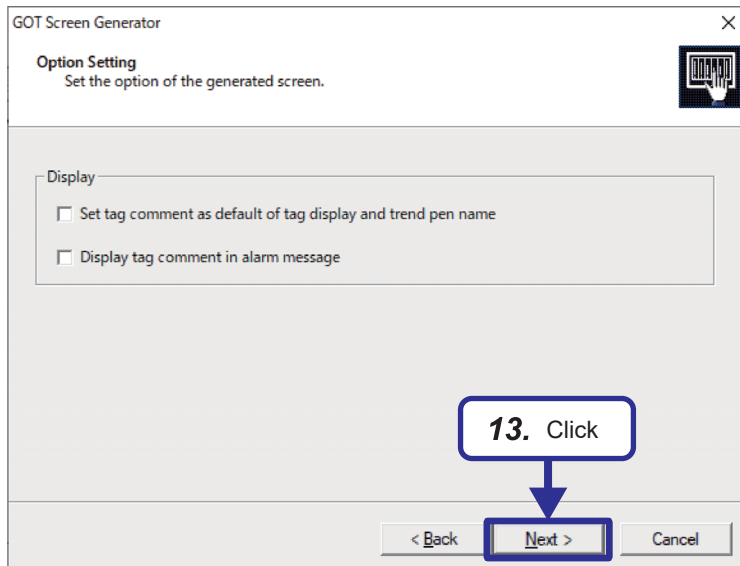 GOT Screen Generator
Option Setting
Set the option of the generated screen.
Display
Set tag comment as default of tag display and trend pen name
Display tag comment in alarm message
13. Click
< Back
Next >
Cancel